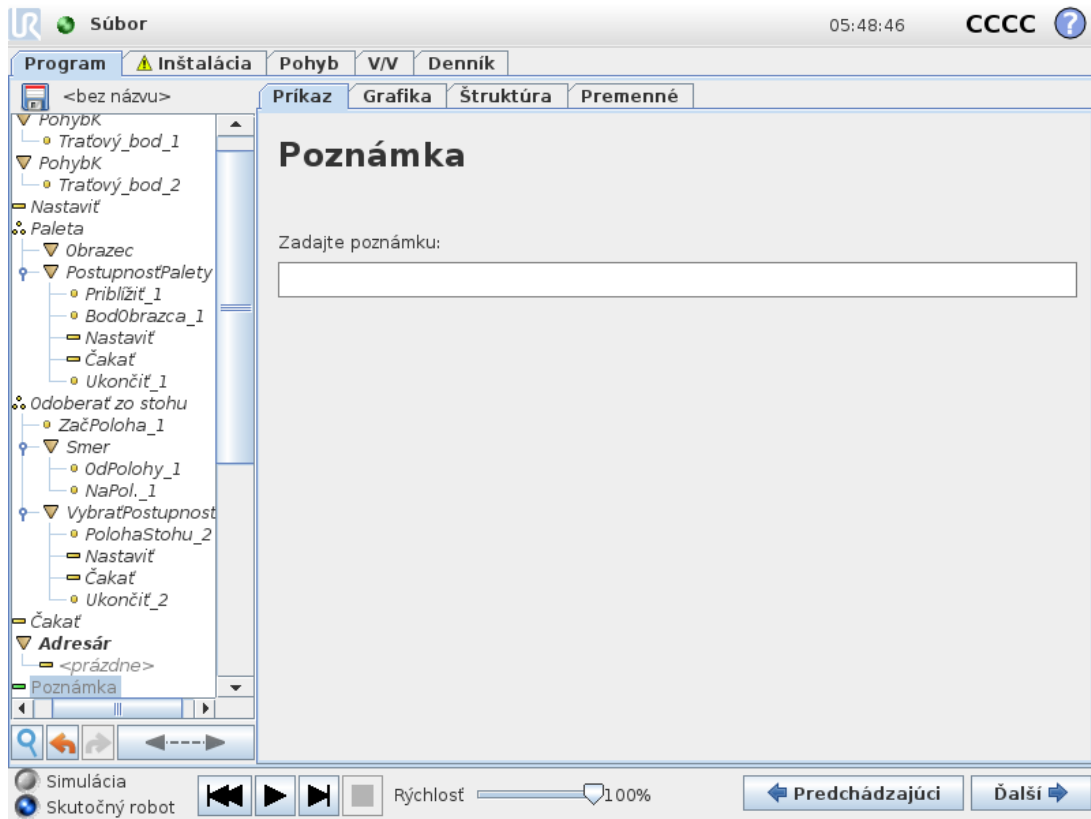 UR Súbor 05:48:46 CCCC ?
Program Inštalácia Pohyb V/V Denník
<bez názvu> Príkaz Grafika Štruktúra Premenné
PohybK
Traťový_bod_1
PohybK
Traťový_bod_2
Nastaviť
Paleta
Obrazec
PostupnosťPalety
Priblížiť_1
BodObrazca_1
Nastaviť
Čakať
Ukončiť_1
Odoberať zo stohu
ZačPoloha_1
Smer
OdPolohy_1
NaPol._1
VybraťPostupnost
PolohaStohu_2
Nastaviť
Čakať
Ukončiť_2
Čakať
Adresár
<prázdne>
Poznámka
Poznámka
Zadajte poznámku:
Simulácia
Skutočný robot
Rýchlosť 100%
Predchádzajúci Ďalší